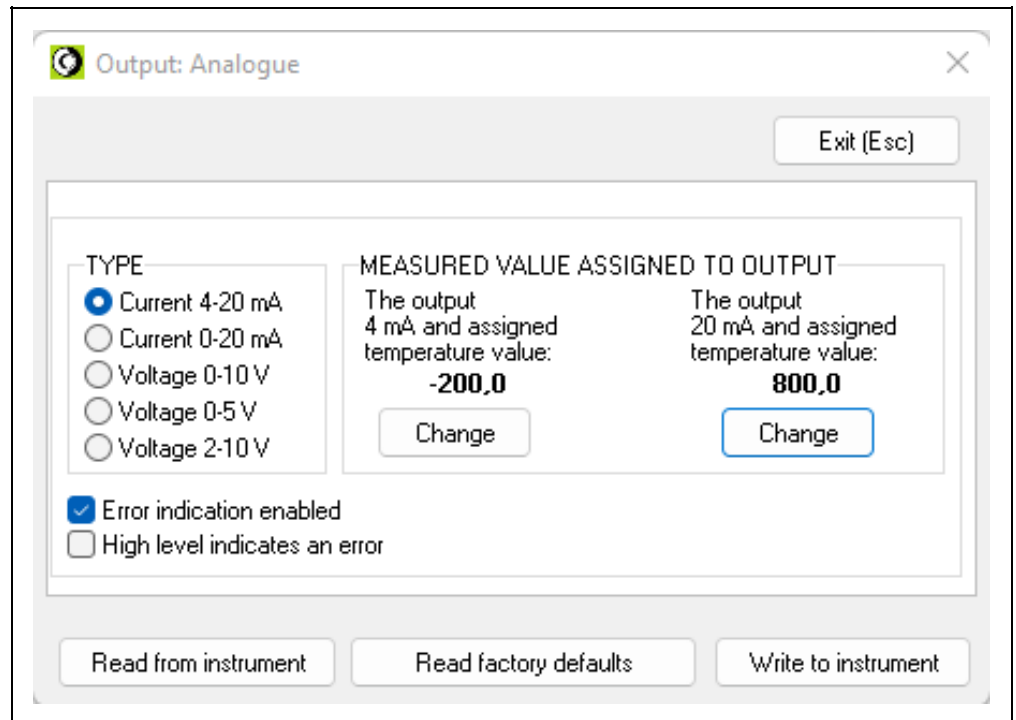 Output: Analogue
Exit (Esc)
TYPE
Current 4-20 mA
Current 0-20 mA
Voltage 0-10 V
Voltage 0-5 V
Voltage 2-10 V
MEASURED VALUE ASSIGNED TO OUTPUT
The output
4 mA and assigned
temperature value:
-200,0
Change
The output
20 mA and assigned
temperature value:
800,0
Change
Error indication enabled
High level indicates an error
Read from instrument
Read factory defaults
Write to instrument